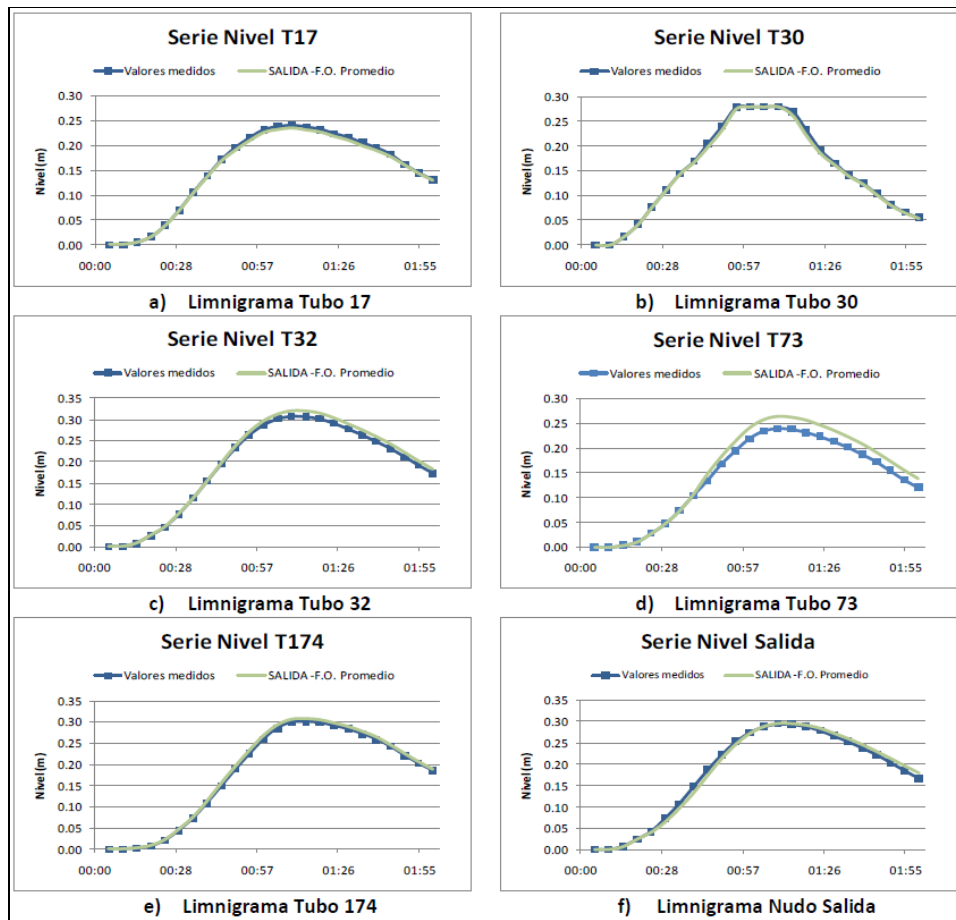 Serie Nivel T17
Valores medidos SALIDA -F.O. Promedio
Nivel(m)
0.30
0.25
0.20
0.15
0.10
0.05
0.00
00:00 00:28 00:57 01:26 01:55
a) Limnigrama Tubo 17
Serie Nivel T30
Valores medidos SALIDA -F.O. Promedio
Nivel(m)
0.30
0.25
0.20
0.15
0.10
0.05
0.00
00:00 00:28 00:57 01:26 01:55
b) Limnigrama Tubo 30
Serie Nivel T32
Valores medidos SALIDA -F.O. Promedio
Nivel(m)
0.35
0.30
0.25
0.20
0.15
0.10
0.05
0.00
00:00 00:28 00:57 01:26 01:55
c) Limnigrama Tubo 32
Serie Nivel T73
Valores medidos SALIDA -F.O. Promedio
Nivel(m)
0.30
0.25
0.20
0.15
0.10
0.05
0.00
00:00 00:28 00:57 01:26 01:55
d) Limnigrama Tubo 73
Serie Nivel T174
Valores medidos SALIDA -F.O. Promedio
Nivel(m)
0.35
0.30
0.25
0.20
0.15
0.10
0.05
0.00
00:00 00:28 00:57 01:26 01:55
e) Limnigrama Tubo 174
Serie Nivel Salida
Valores medidos SALIDA -F.O. Promedio
Nivel(m)
0.35
0.30
0.25
0.20
0.15
0.10
0.05
0.00
00:00 00:28 00:57 01:26 01:55
f) Limnigrama Nudo Salida